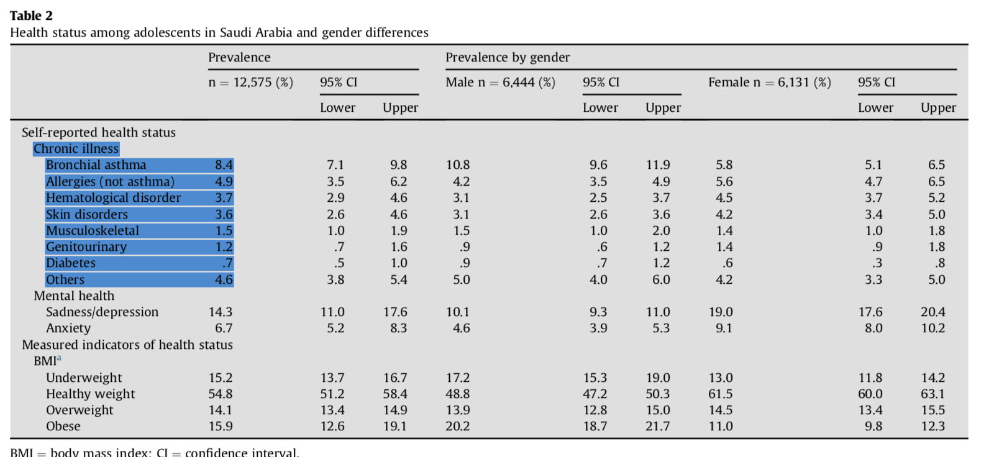 Table 2
Health status among adolescents in Saudi Arabia and gender differences
Prevalence Prevalence by gender
n = 12,575 (%) 95% CI Male n = 6,444 (%) 95% CI Female n = 6,131 (%) 95% CI
Lower Upper Lower Upper Lower Upper
Self-reported health status
Chronic illness
Bronchial asthma 8.4 7.1 9.8 10.8 9.6 11.9 5.8 5.1 6.5
Allergies (not asthma) 4.9 3.5 6.2 4.2 3.5 4.9 5.6 4.7 6.5
Hematological disorder 3.7 2.9 4.6 3.1 2.5 3.7 4.5 3.7 5.2
Skin disorders 3.6 2.6 4.6 3.1 2.6 3.6 4.2 3.4 5.0
Musculoskeletal 1.5 1.0 1.9 1.5 1.0 2.0 1.4 1.0 1.8
Genitourinary 1.2 .7 1.6 .9 .6 1.2 1.4 .9 1.8
Diabetes .7 .5 1.0 .9 .7 1.2 .6 .3 .8
Others 4.6 3.8 5.4 5.0 4.0 6.0 4.2 3.3 5.0
Mental health
Sadness/depression 14.3 11.0 17.6 10.1 9.3 11.0 19.0 17.6 20.4
Anxiety 6.7 5.2 8.3 4.6 3.9 5.3 9.1 8.0 10.2
Measured indicators of health status
BMIa
Underweight 15.2 13.7 16.7 17.2 15.3 19.0 13.0 11.8 14.2
Healthy weight 54.8 51.2 58.4 48.8 47.2 50.3 61.5 60.0 63.1
Overweight 14.1 13.4 14.9 13.9 12.8 15.0 14.5 13.4 15.5
Obese 15.9 12.6 19.1 20.2 18.7 21.7 11.0 9.8 12.3
BMI = body mass index; CI = confidence interval.